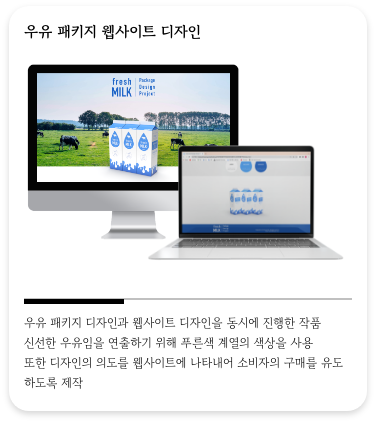 우유 패키지 웹사이트 디자인
fresh
MILK
Package
Design
Project
우유 패키지 디자인과 웹사이트 디자인을 동시에 진행한 작품
신선한 우유임을 연출하기 위해 푸른색 계열의 색상을 사용
또한 디자인의 의도를 웹사이트에 나타내어 소비자의 구매를 유도
하도록 제작